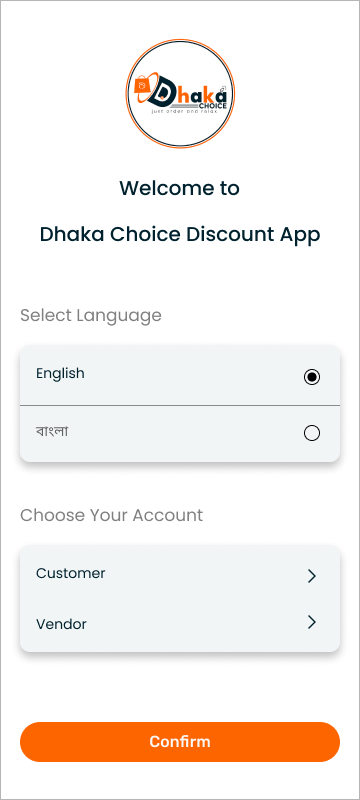 Dhaka
CHOICE
just order and relax
Welcome to
Dhaka Choice Discount App
Select Language
English
বাংলা
Choose Your Account
Customer
Vendor
Confirm